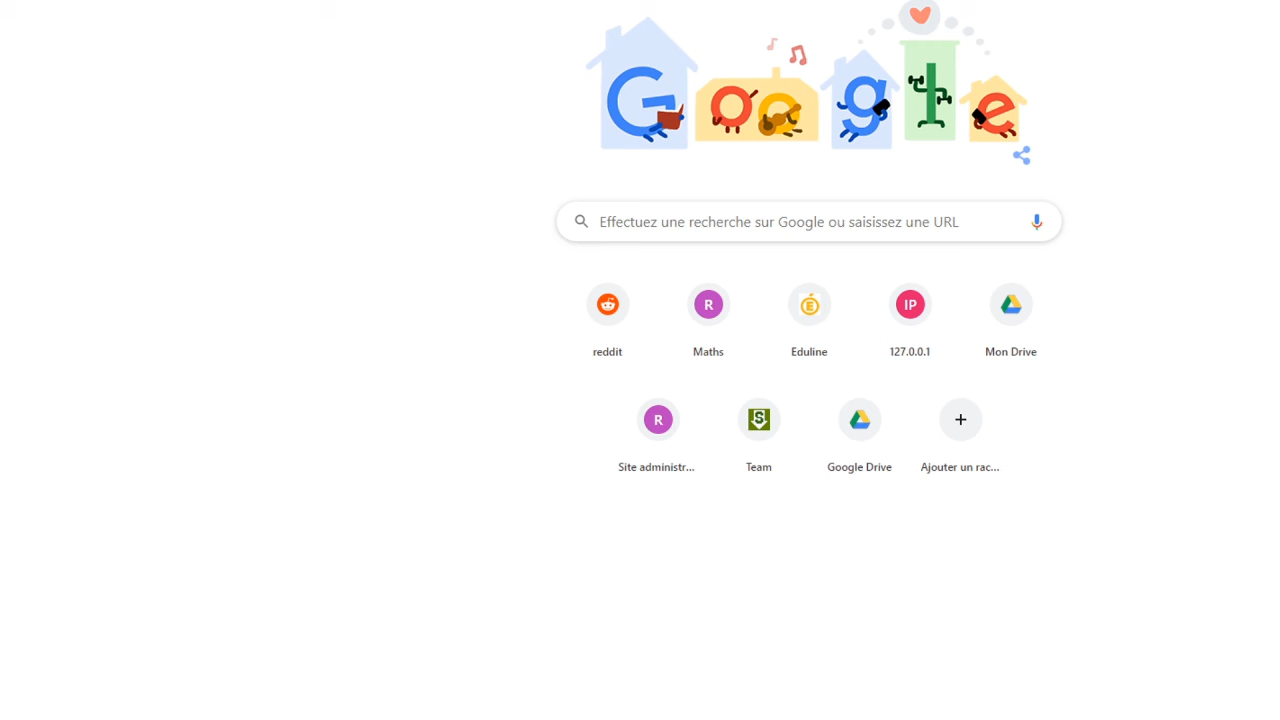 Google
Effectuez une recherche sur Google ou saisissez une URL
R
E
IP
reddit
Maths
Eduline
127.0.0.1
Mon Drive
R
S
+
Site administr...
Team
Google Drive
Ajouter un rac...